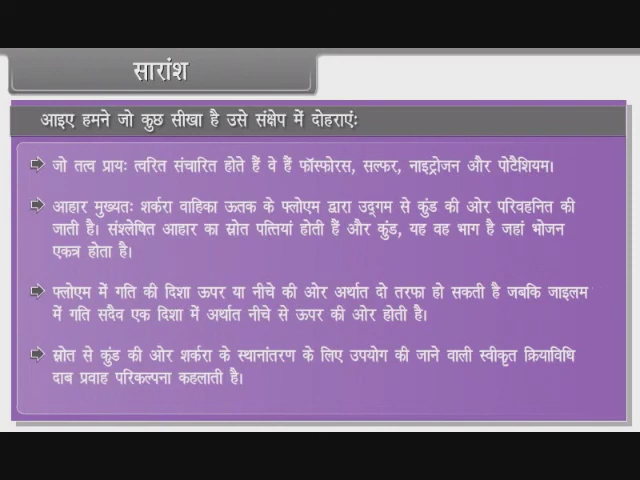 सारांश
आइए हमने जो कुछ सीखा है उसे संक्षेप में दोहराएंः
जो तत्व प्रायः त्वरित संचारित होते हैं वे हैं फॉस्फोरस, सल्फर, नाइट्रोजन और पोटैशियम।
आहार मुख्यतः शर्करा वाहिका ऊतक के फ्लोएम द्वारा उद्गम से कुंड की ओर परिवहनित की
जाती है। संश्लेषित आहार का स्रोत पत्तियां होती हैं और कुंड, यह वह भाग है जहां भोजन
एकत्र होता है।
फ्लोएम में गति की दिशा ऊपर या नीचे की ओर अर्थात दो तरफा हो सकती है जबकि जाइलम
में गति सदैव एक दिशा में अर्थात नीचे से ऊपर की ओर होती है।
स्रोत से कुंड की ओर शर्करा के स्थानांतरण के लिए उपयोग की जाने वाली स्वीकृत क्रियाविधि
दाब प्रवाह परिकल्पना कहलाती है।